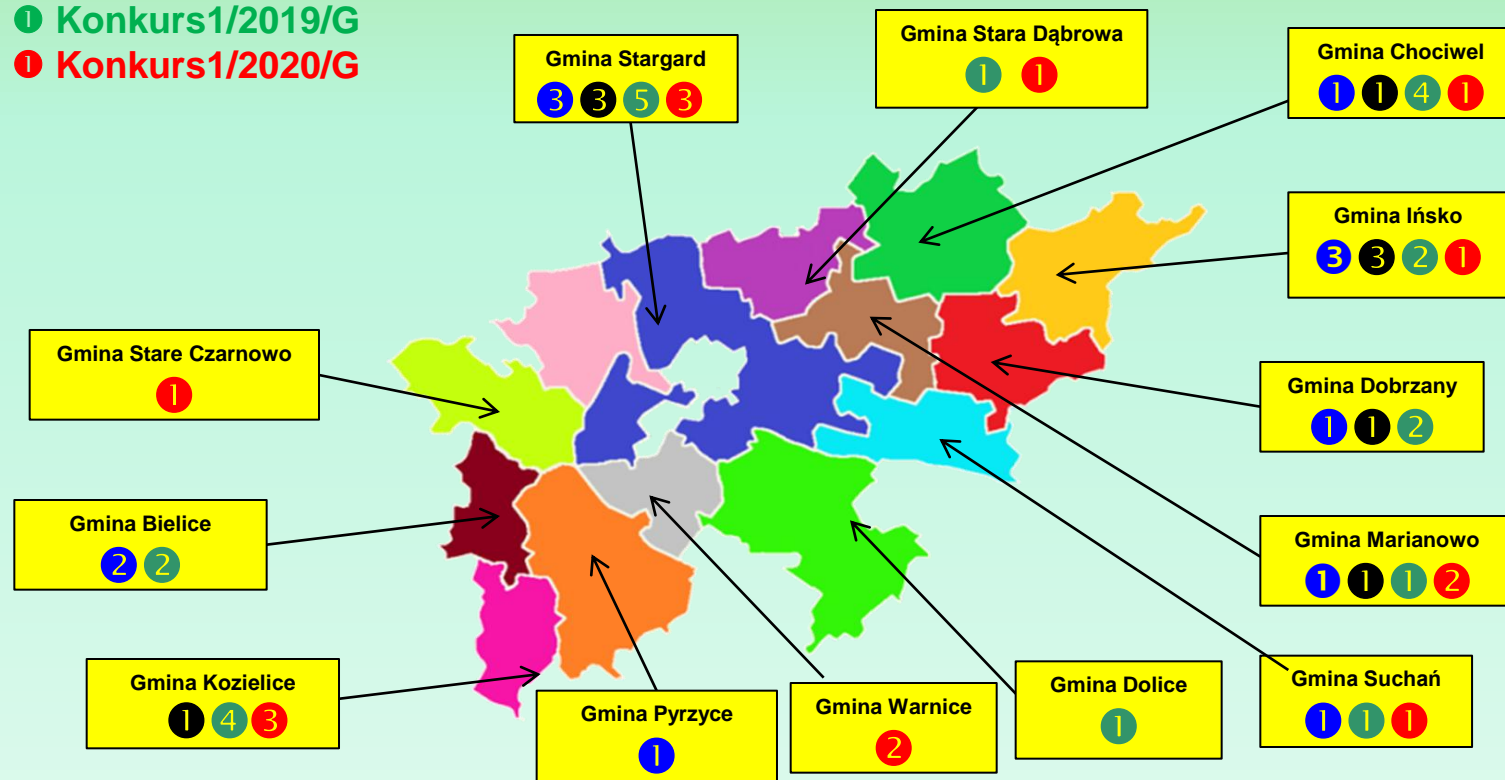 ❶ Konkurs1/2019/G
❶ Konkurs1/2020/G
Gmina Stargard
3 3 5 3
Gmina Stara Dąbrowa
1 1
Gmina Chociwel
1 1 4 1
Gmina Ińsko
3 3 2 1
Gmina Stare Czarnowo
1
Gmina Dobrzany
1 1 2
Gmina Bielice
2 2
Gmina Marianowo
1 1 1 2
Gmina Kozielice
1 4 3
Gmina Pyrzyce
1
Gmina Warnice
2
Gmina Dolice
1
Gmina Suchań
1 1 1